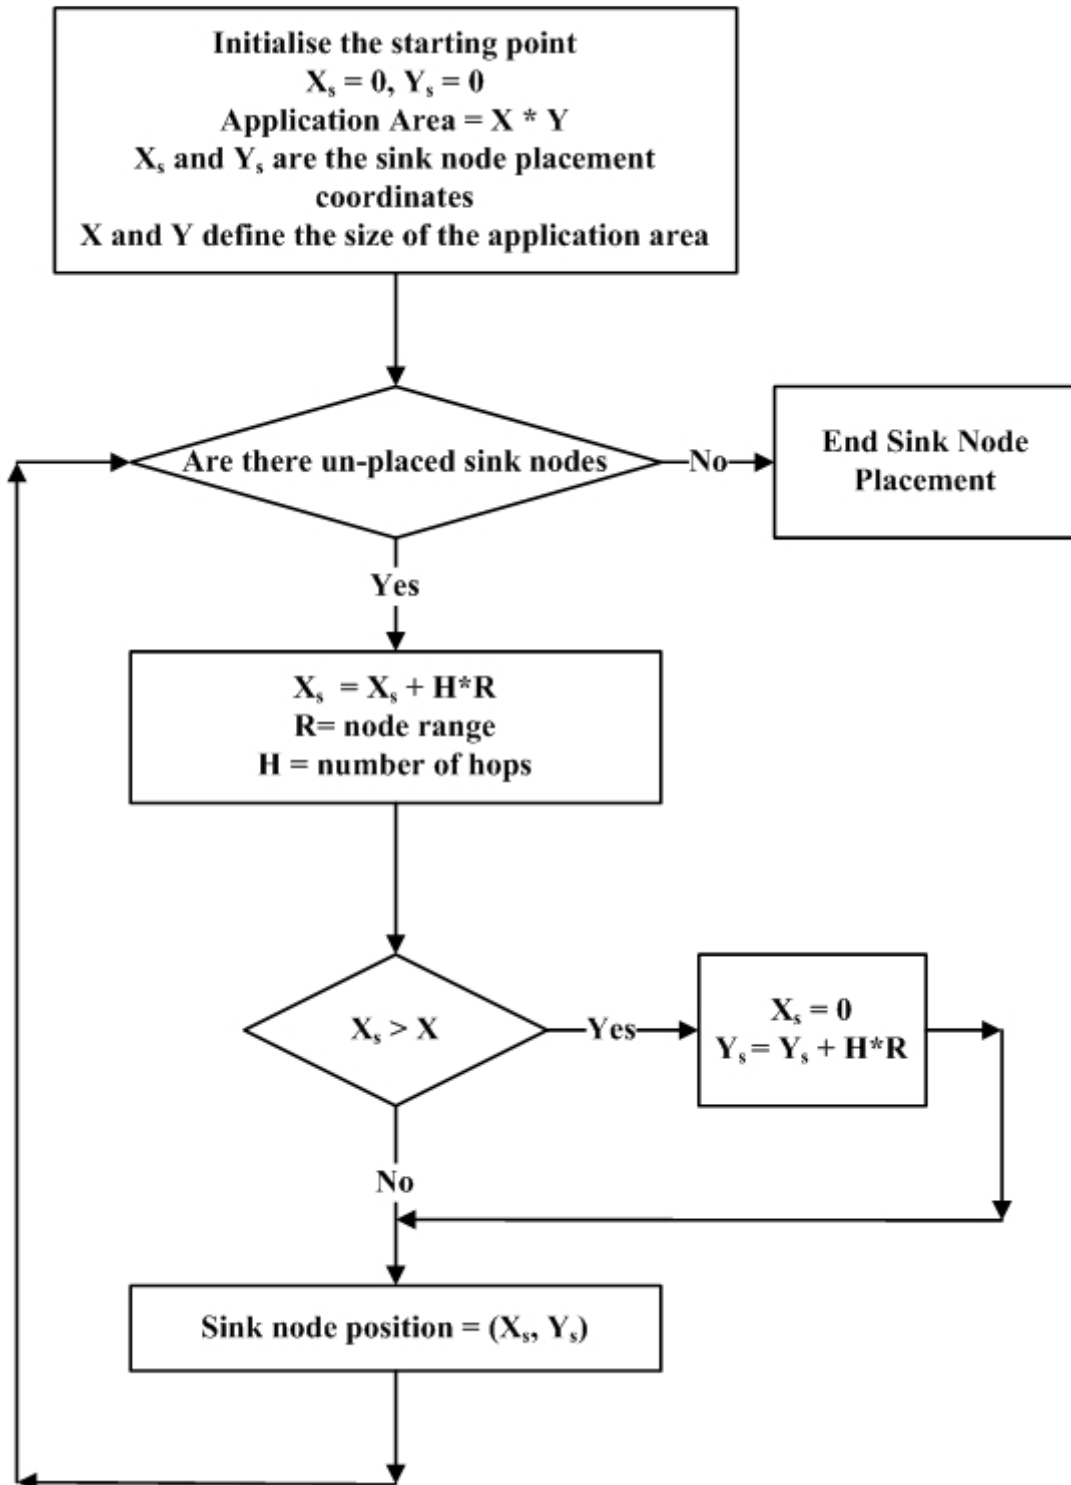 Initialise the starting point
Xₛ = 0, Yₛ = 0
Application Area = X * Y
Xₛ and Yₛ are the sink node placement
coordinates
X and Y define the size of the application area
Are there un-placed sink nodes
No
End Sink Node
Placement
Yes
Xₛ = Xₛ + H*R
R= node range
H = number of hops
Xₛ > X
Yes
Xₛ = 0
Yₛ = Yₛ + H*R
No
Sink node position = (Xₛ, Yₛ)